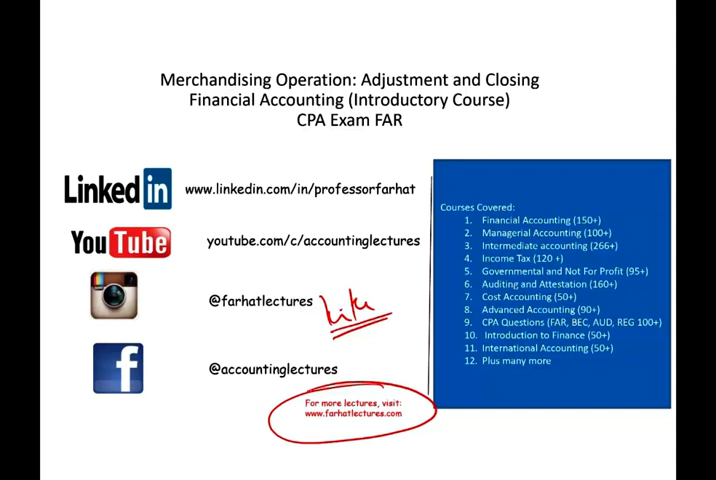 Merchandising Operation: Adjustment and Closing
Financial Accounting (Introductory Course)
CPA Exam FAR
Linked in
www.linkedin.com/in/professorfarhat
YouTube
youtube.com/c/accountinglectures
@farhatlectures
like
f
@accountinglectures
For more lectures, visit:
www.farhatlectures.com
Courses Covered:
1. Financial Accounting (150+)
2. Managerial Accounting (100+)
3. Intermediate accounting (266+)
4. Income Tax (120 +)
5. Governmental and Not For Profit (95+)
6. Auditing and Attestation (160+)
7. Cost Accounting (50+)
8. Advanced Accounting (90+)
9. CPA Questions (FAR, BEC, AUD, REG 100+)
10. Introduction to Finance (50+)
11. International Accounting (50+)
12. Plus many more